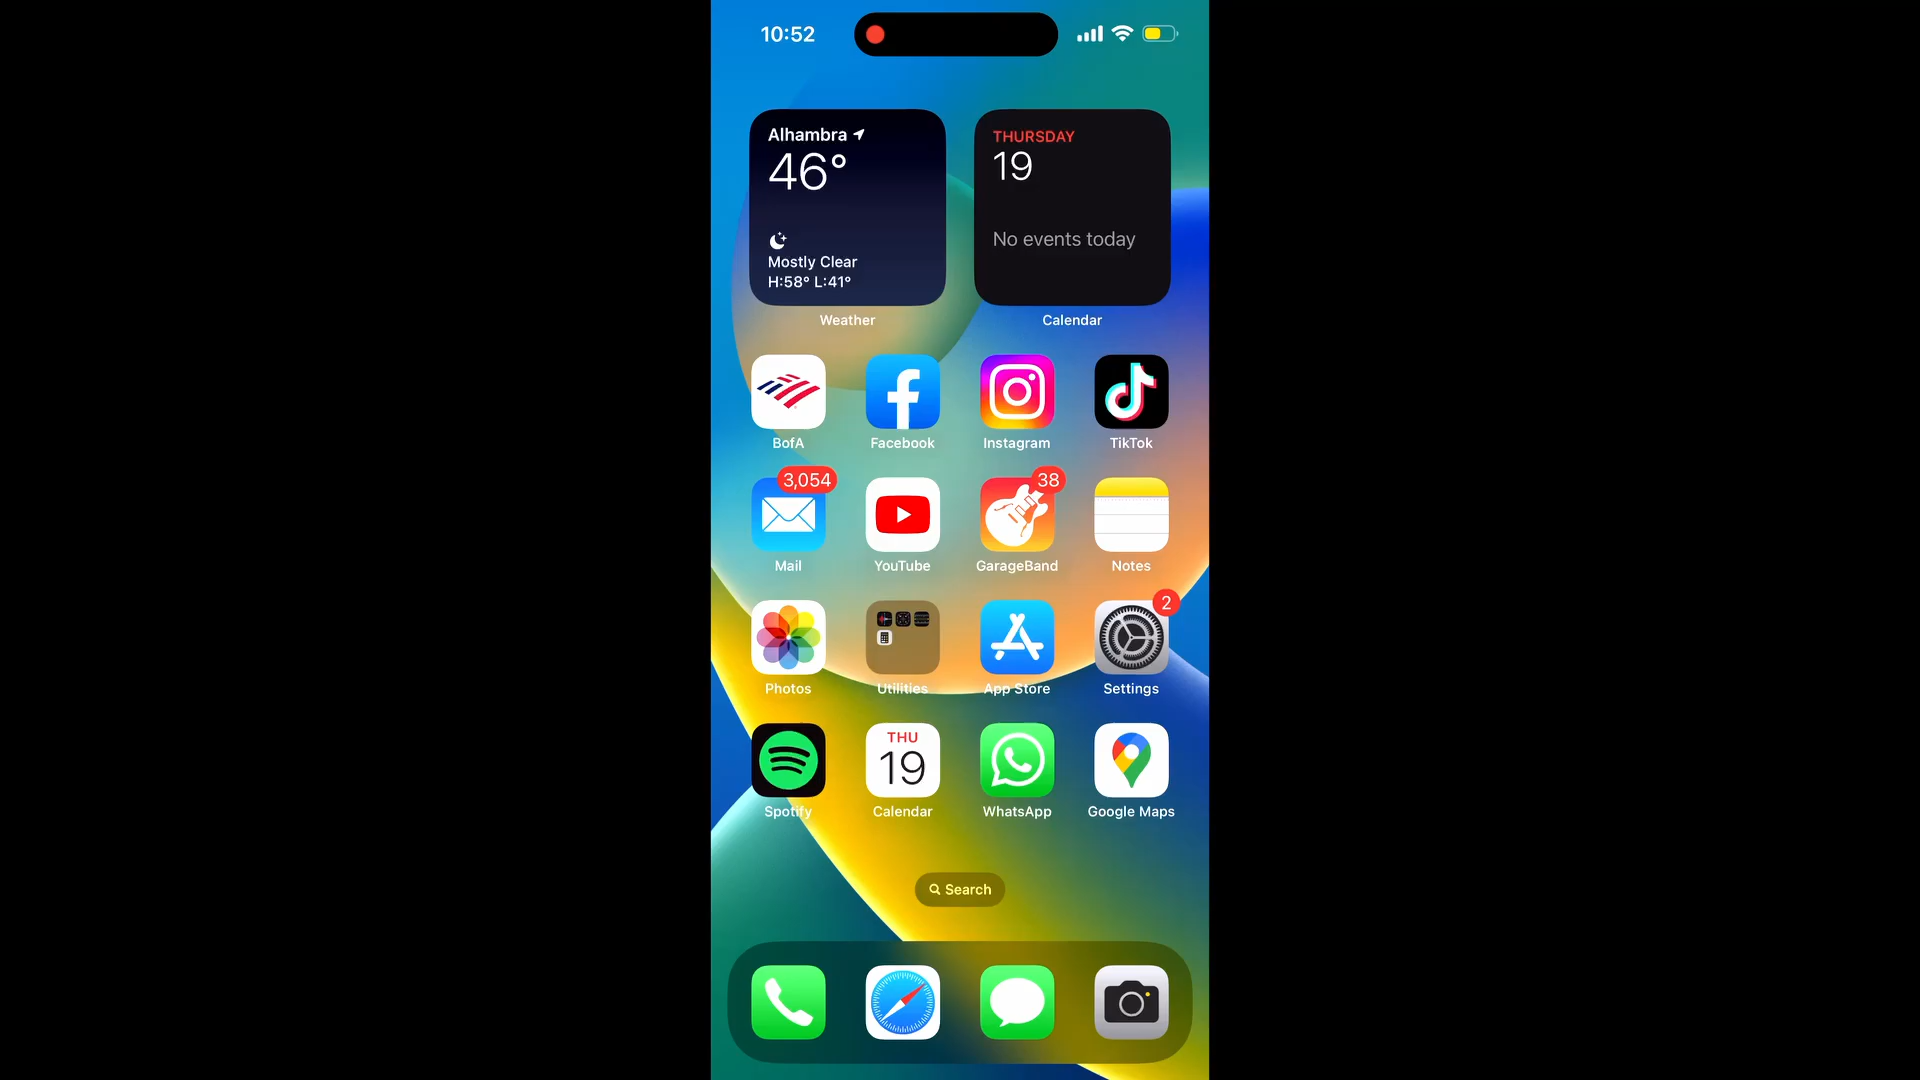 10:52
Alhambra
46°
Mostly Clear
H:58° L:41°
Weather
THURSDAY
19
No events today
Calendar
BofA
Facebook
Instagram
TikTok
3,054
38
Mail
YouTube
GarageBand
Notes
2
Photos
Utilities
App Store
Settings
THU
19
Spotify
Calendar
WhatsApp
Google Maps
Search